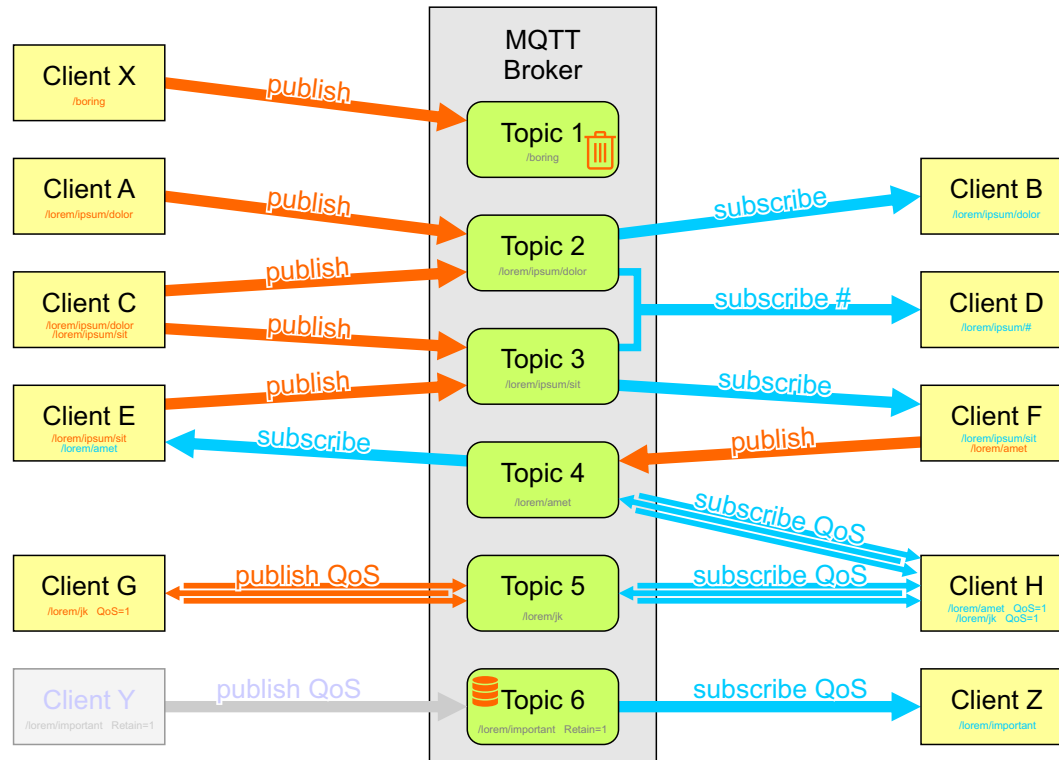 MQTT
Broker
Client X
/boring
publish
Topic 1
/boring
Client A
/lorem/ipsum/dolor
publish
Topic 2
/lorem/ipsum/dolor
subscribe
Client B
/lorem/ipsum/dolor
Client C
/lorem/ipsum/dolor
/lorem/ipsum/sit
publish
publish
subscribe #
Client D
/lorem/ipsum/#
Topic 3
/lorem/ipsum/sit
Client E
/lorem/ipsum/sit
/lorem/amet
publish
subscribe
subscribe
Client F
/lorem/ipsum/sit
/lorem/amet
publish
Topic 4
/lorem/amet
subscribe QoS
Client G
/lorem/jk QoS=1
publish QoS
Topic 5
/lorem/jk
subscribe QoS
Client H
/lorem/amet QoS=1
/lorem/jk QoS=1
Client Y
/lorem/important Retain=1
publish QoS
Topic 6
/lorem/important Retain=1
subscribe QoS
Client Z
/lorem/important